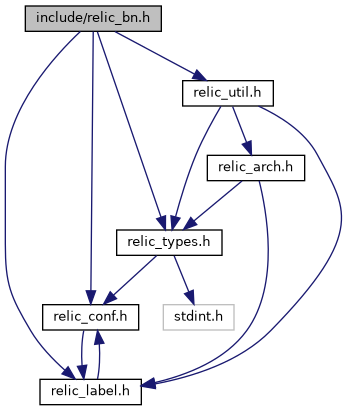 include/relic_bn.h
relic_util.h
relic_arch.h
relic_types.h
relic_conf.h
stdint.h
relic_label.h